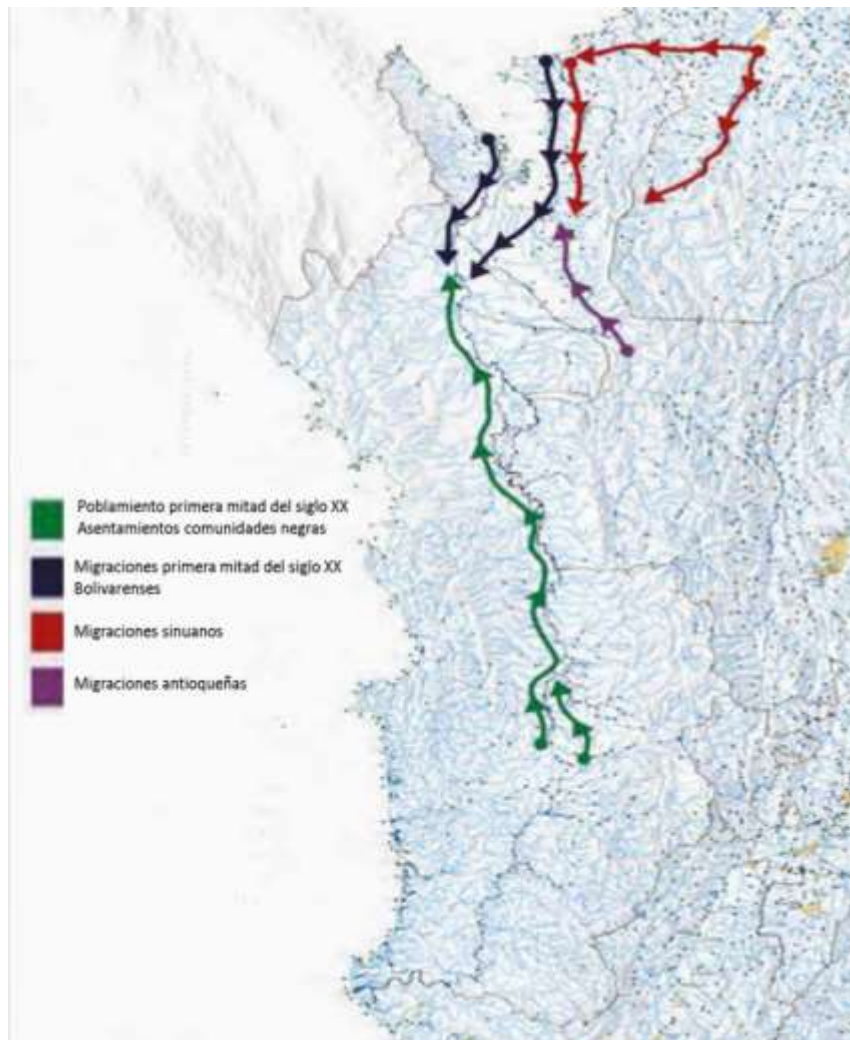 Poblamiento primera mitad del siglo XX
Asentamientos comunidades negras
Migraciones primera mitad del siglo XX
Bolivarenses
Migraciones sinuanos
Migraciones antioqueñas